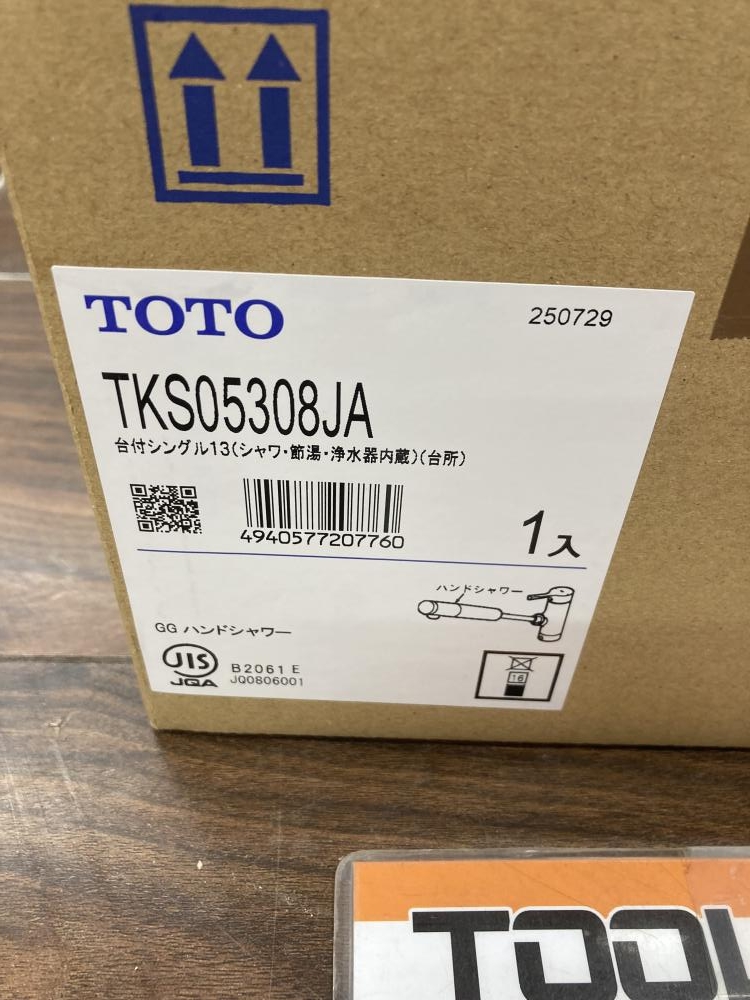 TOTO
250729
TKS05308JA
台付シングル13(シャワ・節湯・浄水器内蔵)(台所)
4940577207760
1入
ハンドシャワー
GG ハンドシャワー
JIS
JQA
B2061 E
JQ0806001
16